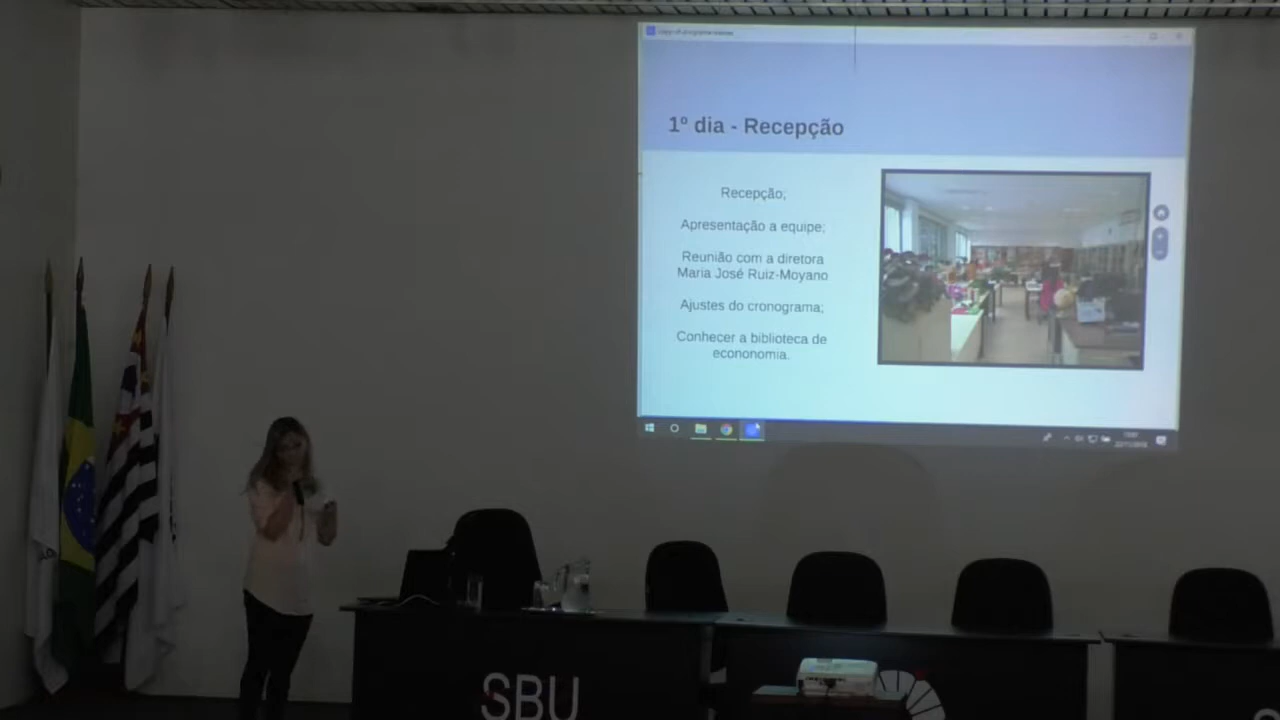 1º dia - Recepção
Recepção;
Apresentação a equipe;
Reunião com a diretora
Maria José Ruiz-Moyano
Ajustes do cronograma;
Conhecer a biblioteca de
econonomia.
SBU